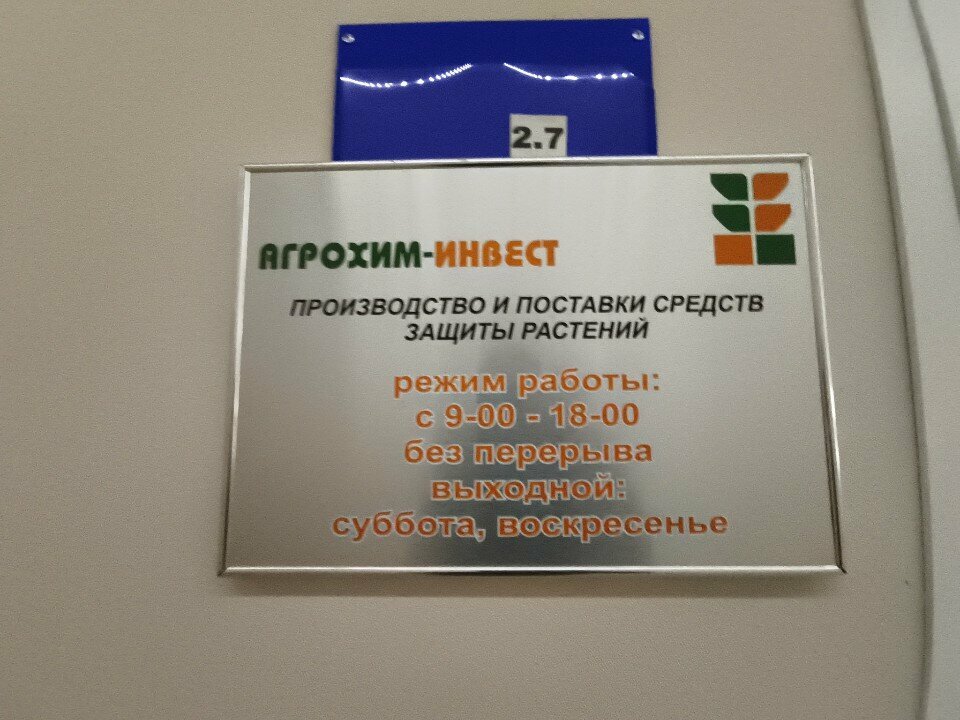 2.7
АГРОХИМ-ИНВЕСТ
ПРОИЗВОДСТВО И ПОСТАВКИ СРЕДСТВ
ЗАЩИТЫ РАСТЕНИЙ
режим работы:
с 9-00 - 18-00
без перерыва
выходной:
суббота, воскресенье